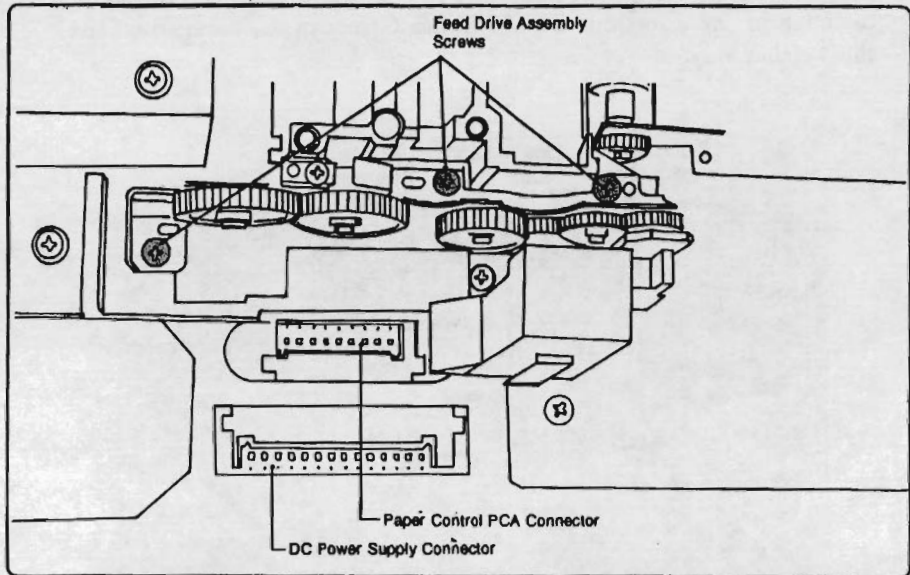 Feed Drive Assembly
Screws
Paper Control PCA Connector
DC Power Supply Connector